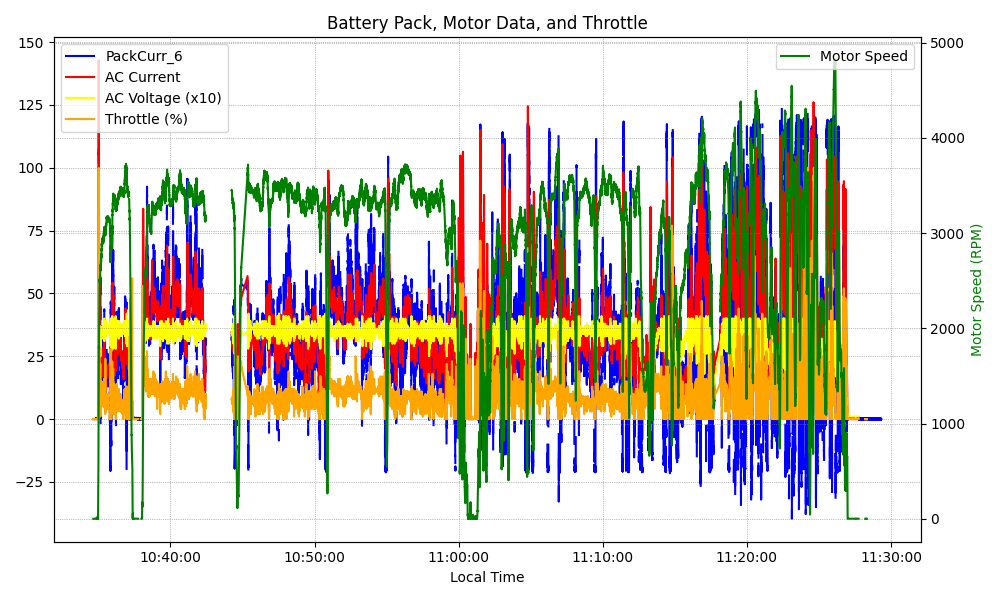 Battery Pack, Motor Data, and Throttle
150
125
100
75
50
25
0
−25
PackCurr_6
AC Current
AC Voltage (x10)
Throttle (%)
Motor Speed
5000
4000
3000
2000
1000
0
Motor Speed (RPM)
10:40:00
10:50:00
11:00:00
11:10:00
11:20:00
11:30:00
Local Time